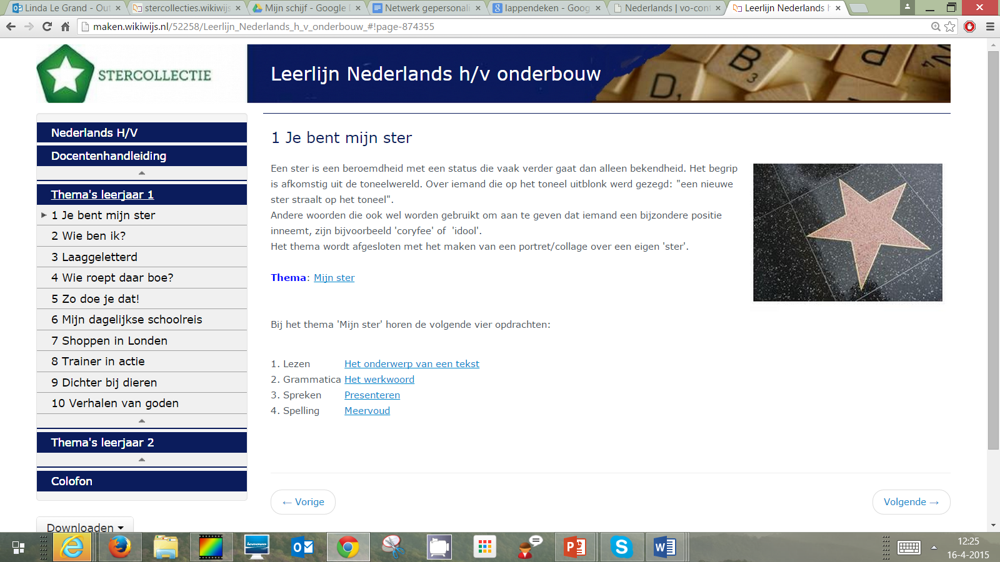 Linda Le Grand - Out
stercollecties.wikiwijs
Mijn schijf - Google D
Netwerk gepersonali
lappendeken - Goog
Nederlands | vo-cont
Leerlijn Nederlands h
maken.wikiwijs.nl/52258/Leerlijn_Nederlands_h_v_onderbouw_#!page-874355
STERCOLLECTIE
Leerlijn Nederlands h/v onderbouw
B3
D1
Nederlands H/V
Docentenhandleiding
Thema's leerjaar 1
1 Je bent mijn ster
2 Wie ben ik?
3 Laaggeletterd
4 Wie roept daar boe?
5 Zo doe je dat!
6 Mijn dagelijkse schoolreis
7 Shoppen in Londen
8 Trainer in actie
9 Dichter bij dieren
10 Verhalen van goden
Thema's leerjaar 2
Colofon
Downloaden
1 Je bent mijn ster
Een ster is een beroemdheid met een status die vaak verder gaat dan alleen bekendheid. Het begrip
is afkomstig uit de toneelwereld. Over iemand die op het toneel uitblonk werd gezegd: "een nieuwe
ster straalt op het toneel".
Andere woorden die ook wel worden gebruikt om aan te geven dat iemand een bijzondere positie
inneemt, zijn bijvoorbeeld 'coryfee' of 'idool'.
Het thema wordt afgesloten met het maken van een portret/collage over een eigen 'ster'.
Thema: Mijn ster
Bij het thema 'Mijn ster' horen de volgende vier opdrachten:
1. Lezen Het onderwerp van een tekst
2. Grammatica Het werkwoord
3. Spreken Presenteren
4. Spelling Meervoud
← Vorige
Volgende →
lenovo
12:25
16-4-2015